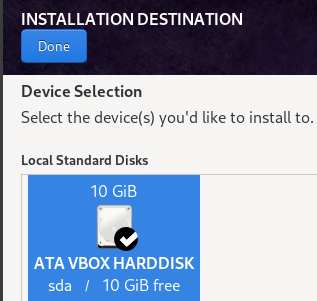 INSTALLATION DESTINATION
Done
Device Selection
Select the device(s) you'd like to install to.
Local Standard Disks
10 GiB
ATA VBOX HARDDISK
sda / 10 GiB free